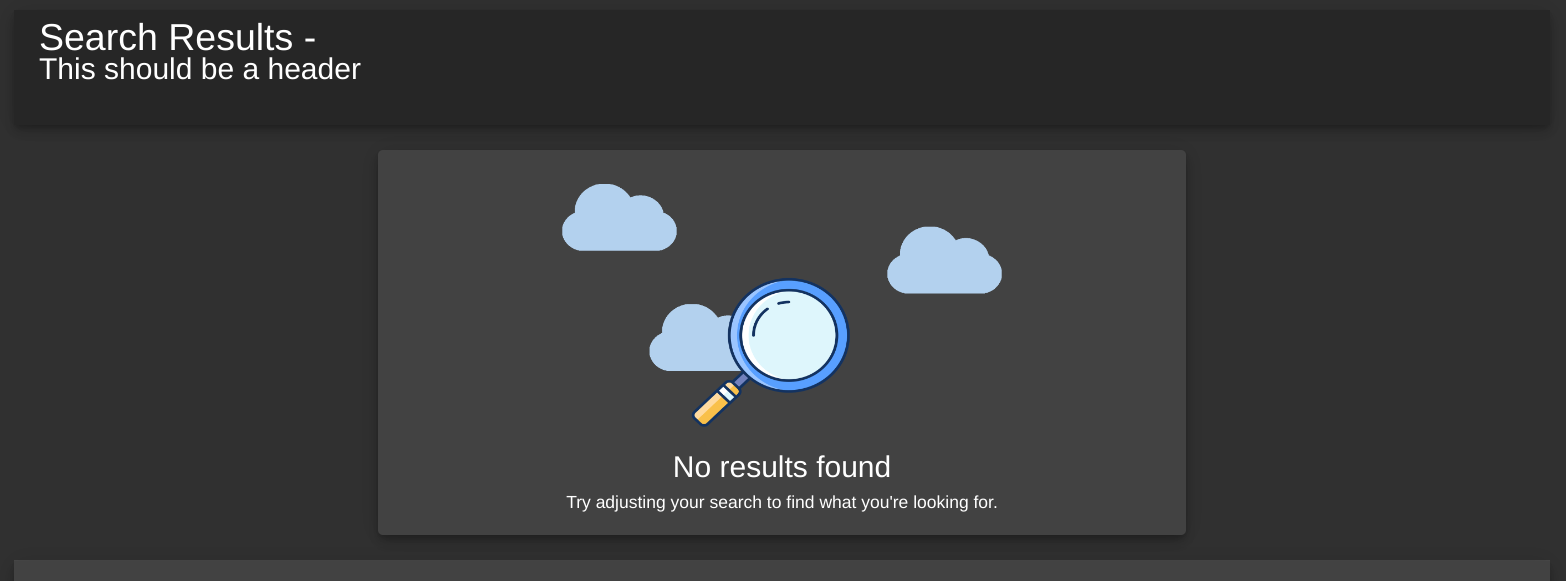 Search Results -
This should be a header
No results found
Try adjusting your search to find what you're looking for.